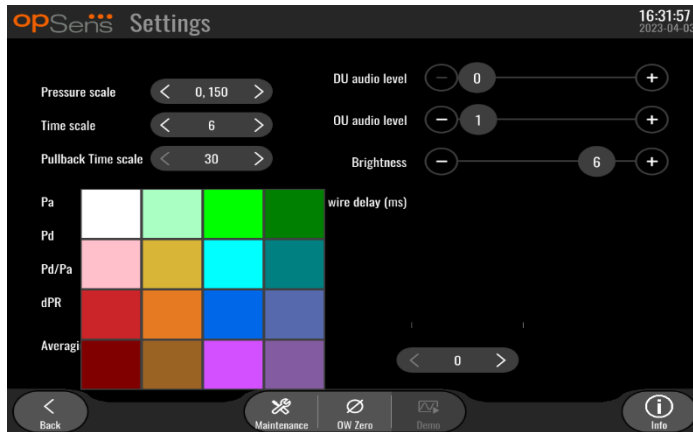 opSens Settings
16:31:57
2023-04-03
Pressure scale < 0, 150 >
Time scale < 6 >
Pullback Time scale < 30 >
DU audio level − 0 +
OU audio level − 1 +
Brightness − 6 +
Pa
Pd
Pd/Pa
dPR
Averagi
wire delay (ms)
< 0 >
Back
Maintenance
OW Zero
Demo
Info